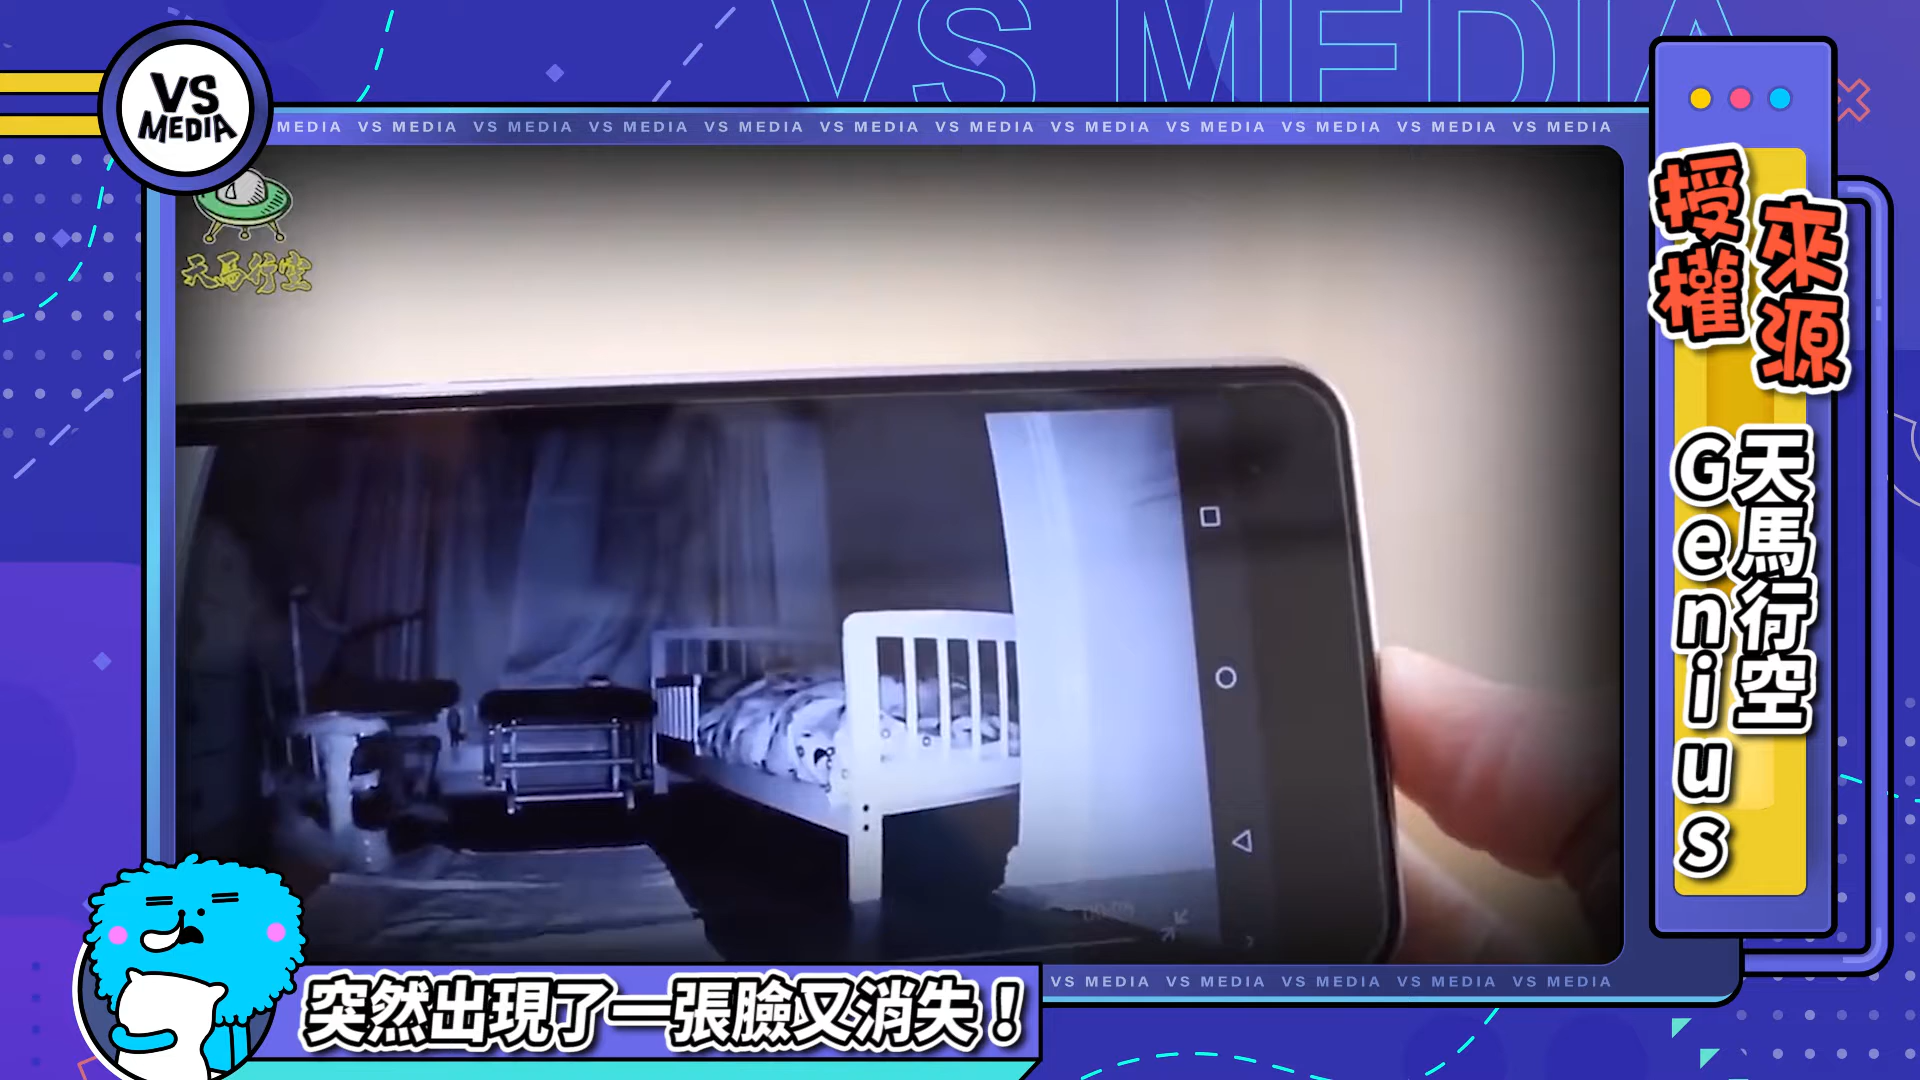 VS MEDIA
VS
MEDIA
MEDIA VS MEDIA VS MEDIA VS MEDIA VS MEDIA VS MEDIA VS MEDIA VS MEDIA VS MEDIA VS MEDIA VS MEDIA VS MEDIA
天馬行空
授權
來源
天馬行空
Genius
突然出現了一張臉又消失！
VS MEDIA VS MEDIA VS MEDIA VS MEDIA VS MEDIA